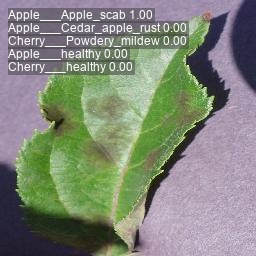 Apple___Apple_scab 1.00
Apple___Cedar_apple_rust 0.00
Cherry___Powdery_mildew 0.00
Apple___healthy 0.00
Cherry___healthy 0.00